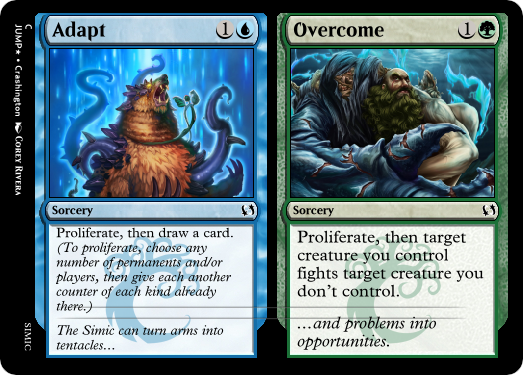 Adapt 1
Sorcery
Proliferate, then draw a card.
(To proliferate, choose any
number of permanents and/or
players, then give each another
counter of each kind already
there.)
The Simic can turn arms into
tentacles…
Overcome 1
Sorcery
Proliferate, then target
creature you control
fights target creature you
don't control.
…and problems into
opportunities.
C
JUMP★ • Crashington Corey Rivera
SIMIC